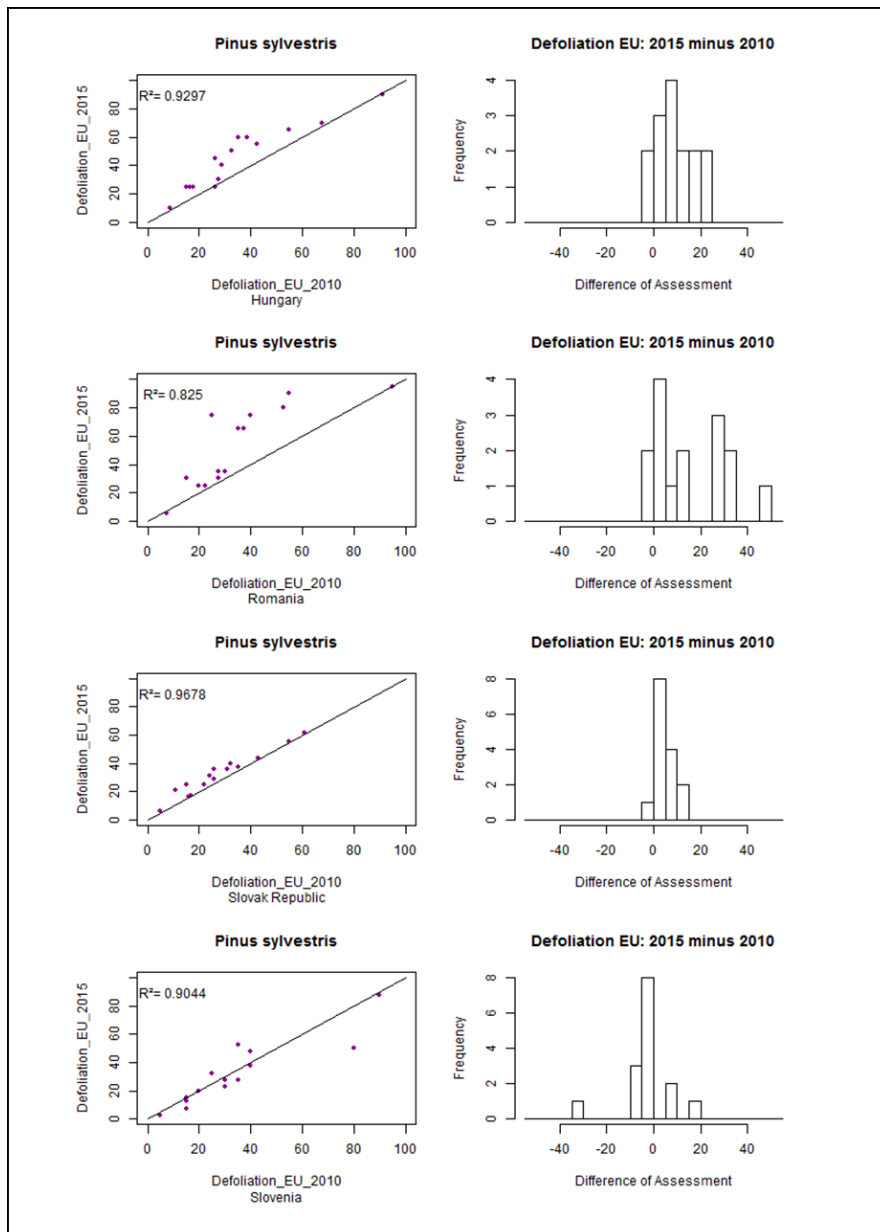 Pinus sylvestris
R²= 0.9297
Defoliation_EU_2015
0 20 40 60 80
0 20 40 60 80 100
Defoliation_EU_2010
Hungary
Defoliation EU: 2015 minus 2010
Frequency
0 1 2 3 4
-40 -20 0 20 40
Difference of Assessment
Pinus sylvestris
R²= 0.825
Defoliation_EU_2015
0 20 40 60 80
0 20 40 60 80 100
Defoliation_EU_2010
Romania
Defoliation EU: 2015 minus 2010
Frequency
0 1 2 3 4
-40 -20 0 20 40
Difference of Assessment
Pinus sylvestris
R²= 0.9678
Defoliation_EU_2015
0 20 40 60 80
0 20 40 60 80 100
Defoliation_EU_2010
Slovak Republic
Defoliation EU: 2015 minus 2010
Frequency
0 2 4 6 8
-40 -20 0 20 40
Difference of Assessment
Pinus sylvestris
R²= 0.9044
Defoliation_EU_2015
0 20 40 60 80
0 20 40 60 80 100
Defoliation_EU_2010
Slovenia
Defoliation EU: 2015 minus 2010
Frequency
0 2 4 6 8
-40 -20 0 20 40
Difference of Assessment